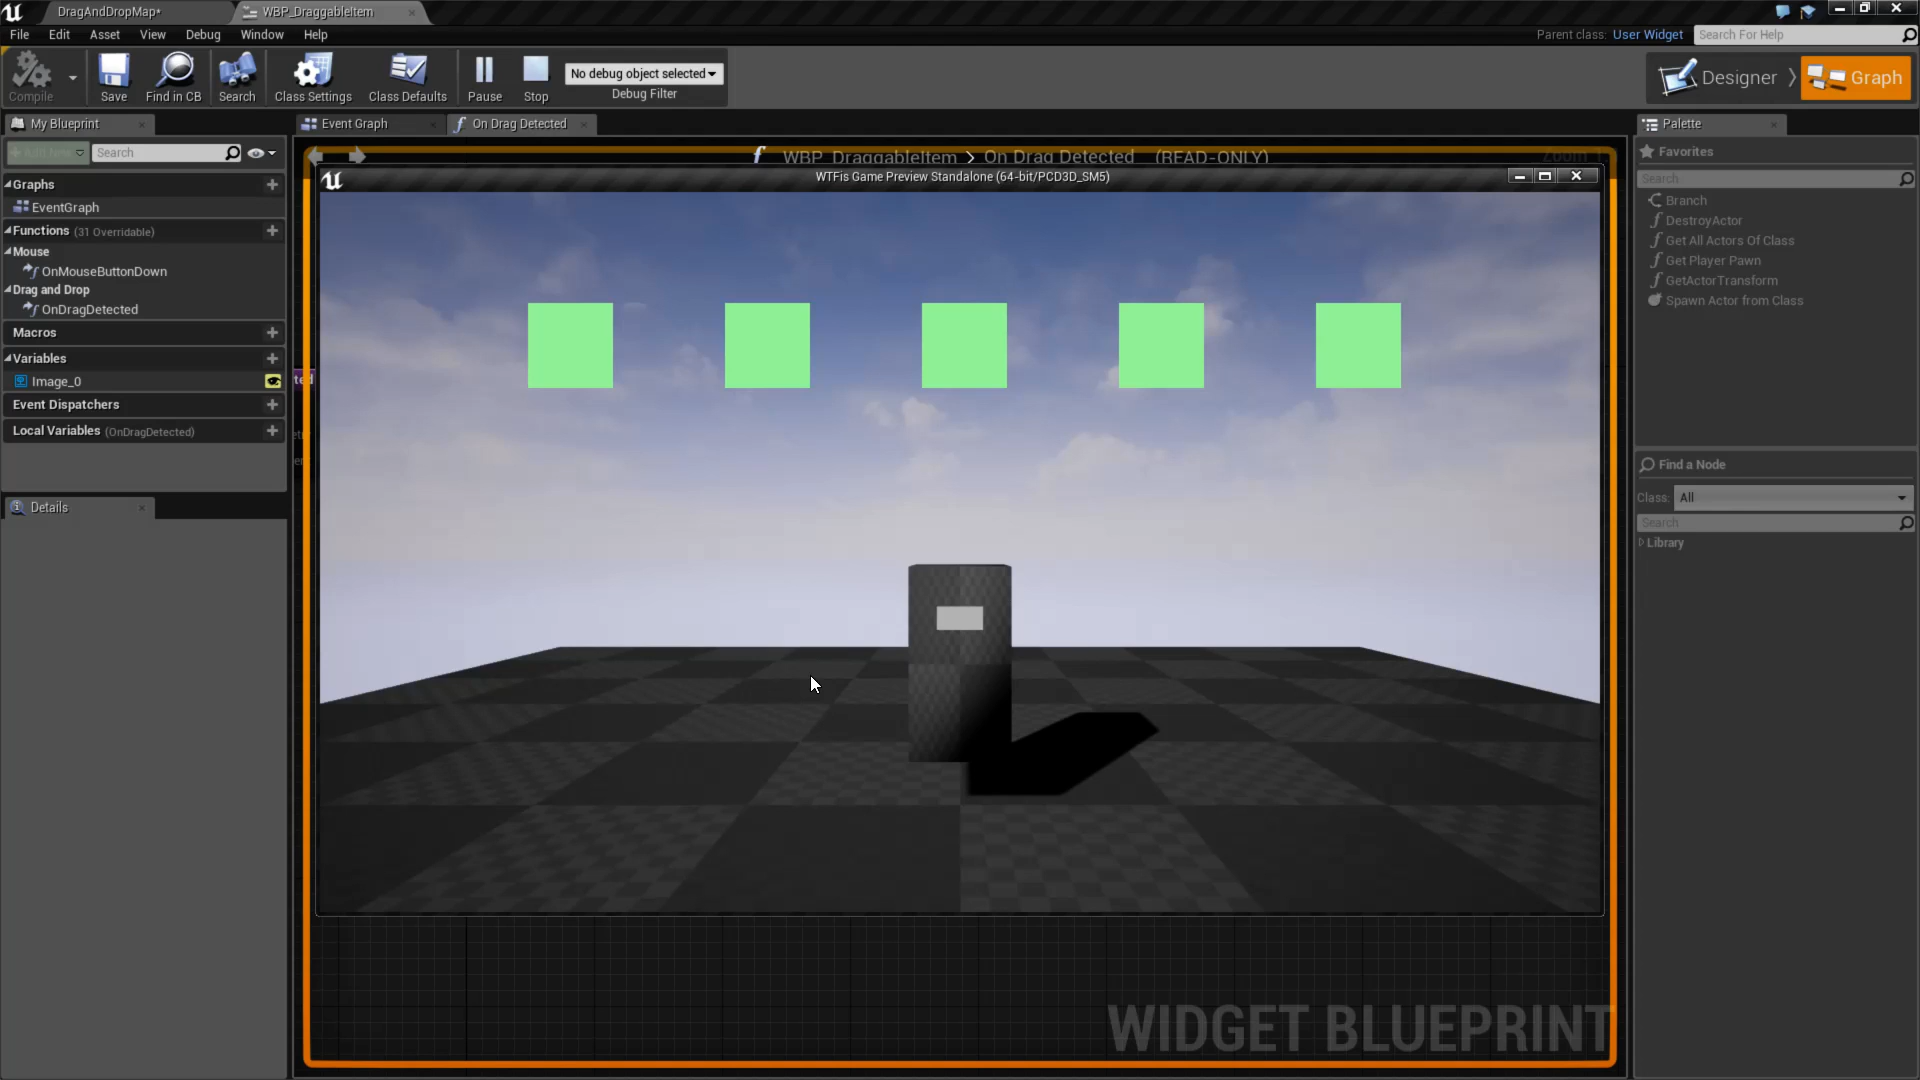 DragAndDropMap*
WBP_DraggableItem
File Edit Asset View Debug Window Help
Parent class: User Widget
Search For Help
Compile
Save
Find in CB
Search
Class Settings
Class Defaults
Pause
Stop
No debug object selected
Debug Filter
Designer
Graph
My Blueprint
Event Graph
On Drag Detected
Palette
Add New
Search
WBP_DraggableItem > On Drag Detected (READ-ONLY)
Zoom
Favorites
WTFis Game Preview Standalone (64-bit/PCD3D_SM5)
Search
Graphs
EventGraph
Functions (31 Overridable)
Mouse
OnMouseButtonDown
Drag and Drop
OnDragDetected
Macros
Variables
Image_0
Event Dispatchers
Local Variables (OnDragDetected)
ted
Branch
DestroyActor
Get All Actors Of Class
Get Player Pawn
GetActorTransform
Spawn Actor from Class
Find a Node
Class: All
Search
Library
Details
WIDGET BLUEPRINT